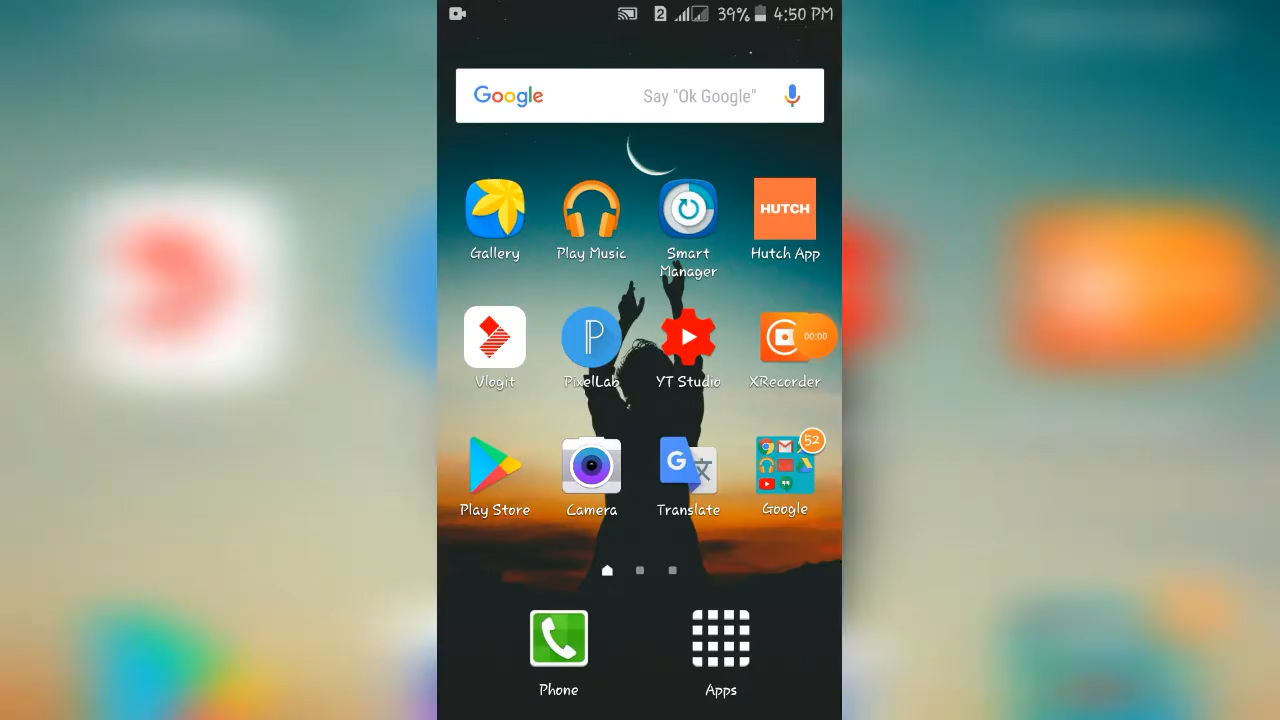 2 39% 4:50 PM
Google Say "Ok Google"
HUTCH
Gallery Play Music Smart Manager Hutch App
P 00:00
Vlogit PixelLab YT Studio XRecorder
G 52
Play Store Camera Translate Google
Phone Apps